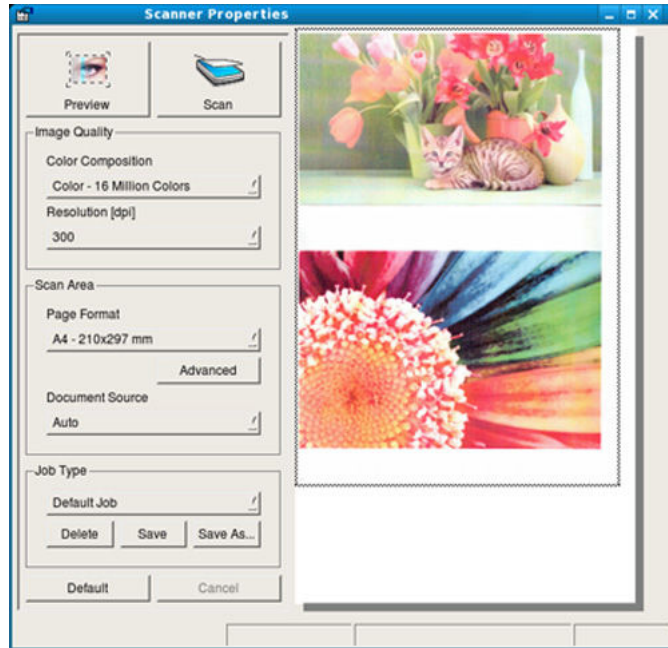 Scanner Properties
Preview
Scan
Image Quality
Color Composition
Color - 16 Million Colors
Resolution [dpi]
300
Scan Area
Page Format
A4 - 210x297 mm
Advanced
Document Source
Auto
Job Type
Default Job
Delete
Save
Save As...
Default
Cancel